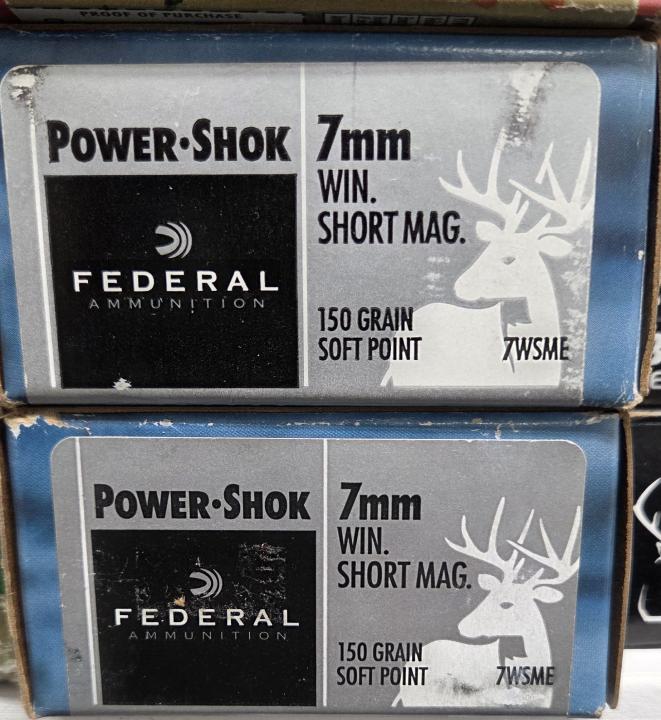 PROOF OF PURCHASE
POWER•SHOK
FEDERAL
AMMUNITION
7mm
WIN.
SHORT MAG.
150 GRAIN
SOFT POINT
7WSME
POWER•SHOK
FEDERAL
AMMUNITION
7mm
WIN.
SHORT MAG.
150 GRAIN
SOFT POINT
7WSME